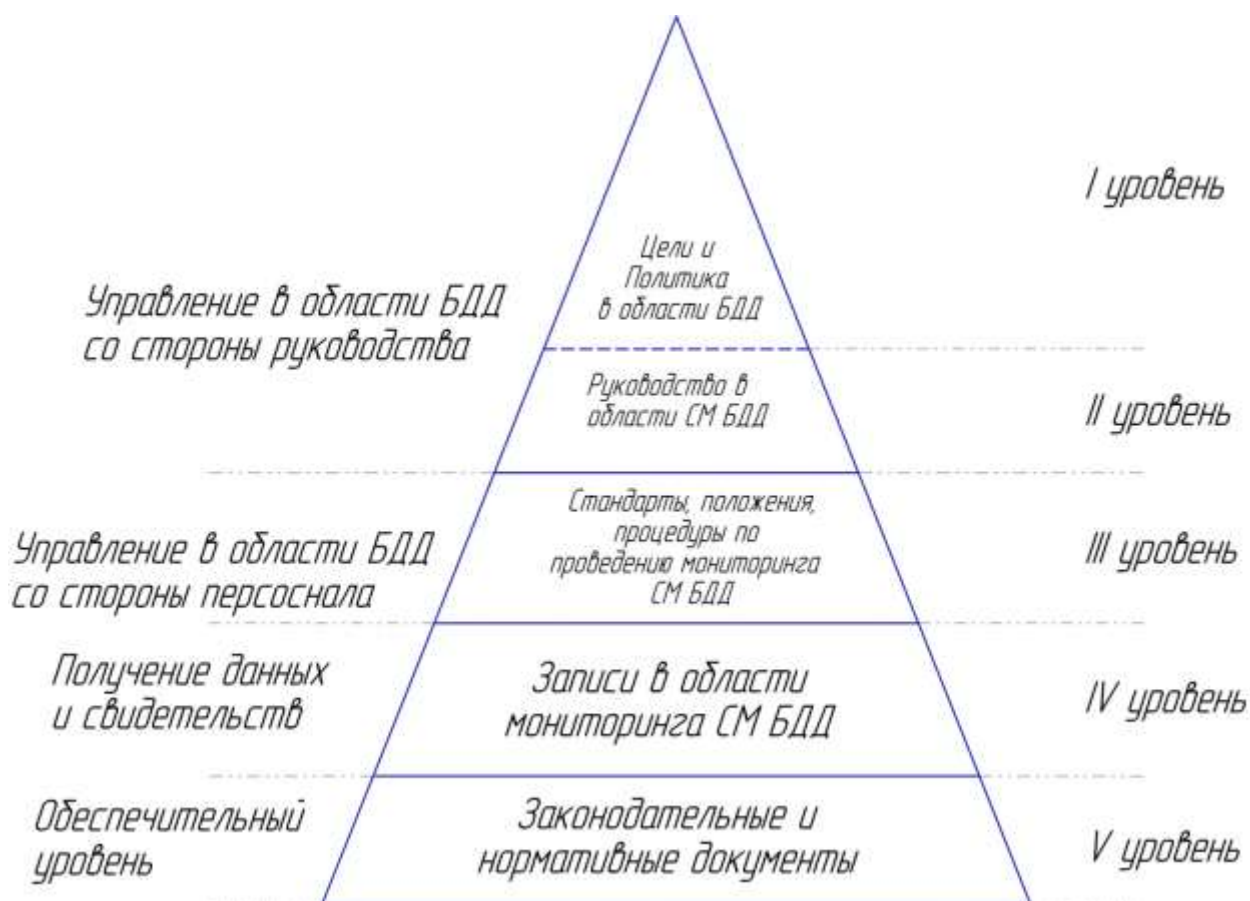 I уровень
Цели и
Политика
в области БДД
Управление в области БДД
со стороны руководства
Руководство в
области СМ БДД
II уровень
Стандарты, положения,
процедуры по
проведению мониторинга
СМ БДД
Управление в области БДД
со стороны персоснала
III уровень
Получение данных
и свидетельств
Записи в области
мониторинга СМ БДД
IV уровень
Обеспечительный
уровень
Законодательные и
нормативные документы
V уровень